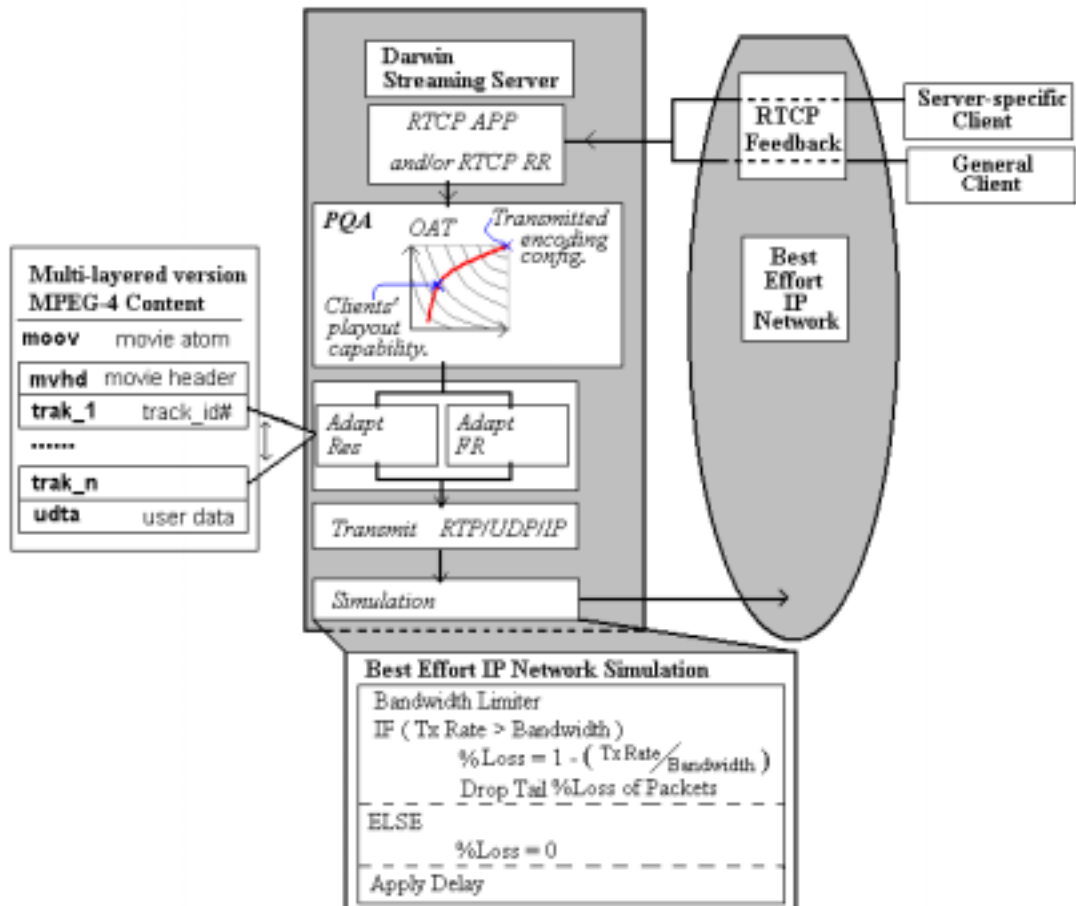 Darwin
Streaming Server
RTCP APP
and/or RTCP RR
RTCP
Feedback
Server-specific
Client
General
Client
PQA
OAT
Transmitted
encoding
config.
Clients'
playout
capability.
Best
Effort
IP
Network
Multi-layered version
MPEG-4 Content
moov movie atom
mvhd movie header
trak_1 track_id#
......
trak_n
udta user data
Adapt
Res
Adapt
FR
Transmit RTP/UDP/IP
Simulation
Best Effort IP Network Simulation
Bandwidth Limiter
IF ( Tx Rate > Bandwidth )
%Loss = 1 - ( Tx Rate / Bandwidth )
Drop Tail %Loss of Packets
ELSE
%Loss = 0
Apply Delay